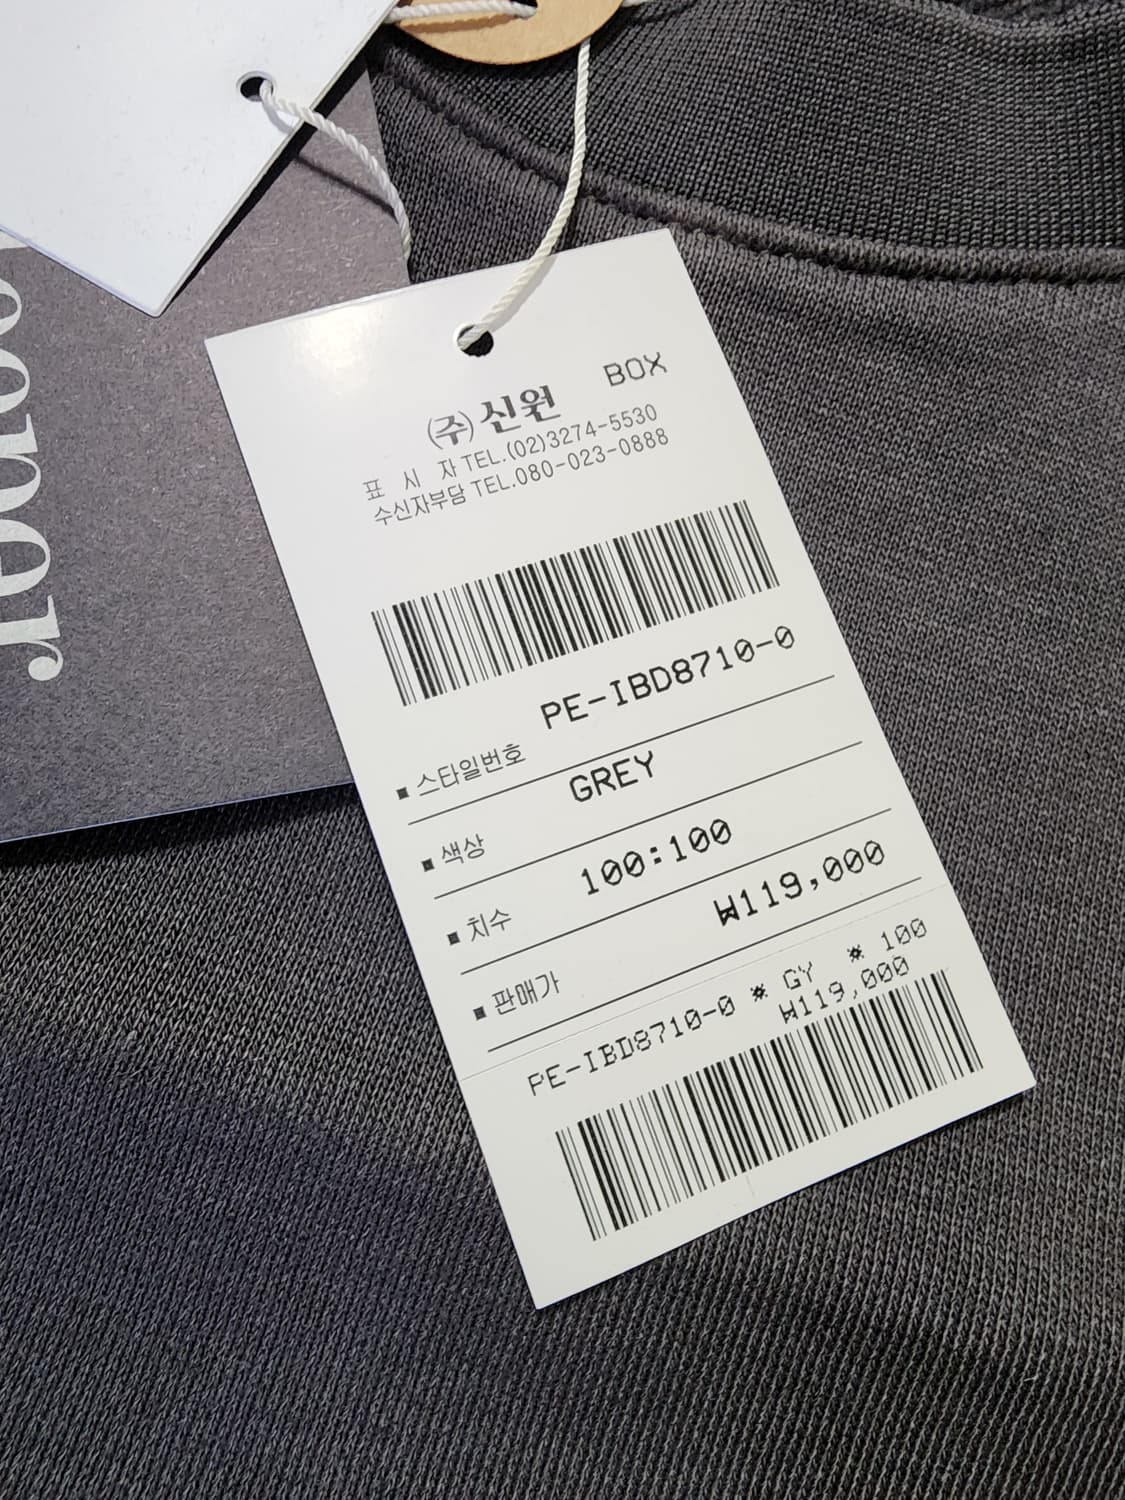 BOX
(주)신원
표 시 자 TEL.(02)3274-5530
수신자부담 TEL.080-023-0888
PE-IBD8710-0
■ 스타일번호
GREY
■ 색상
100:100
■ 치수
₩119,000
■ 판매가
PE-IBD8710-0 * GY * 100
₩119,000